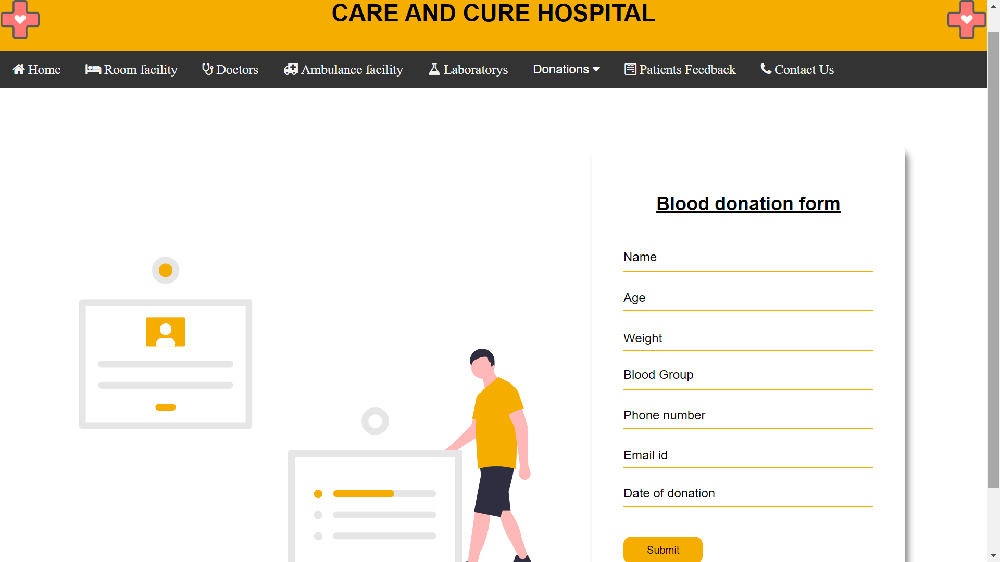 CARE AND CURE HOSPITAL
Home Room facility Doctors Ambulance facility Laboratorys Donations Patients Feedback Contact Us
Blood donation form
Name
Age
Weight
Blood Group
Phone number
Email id
Date of donation
Submit